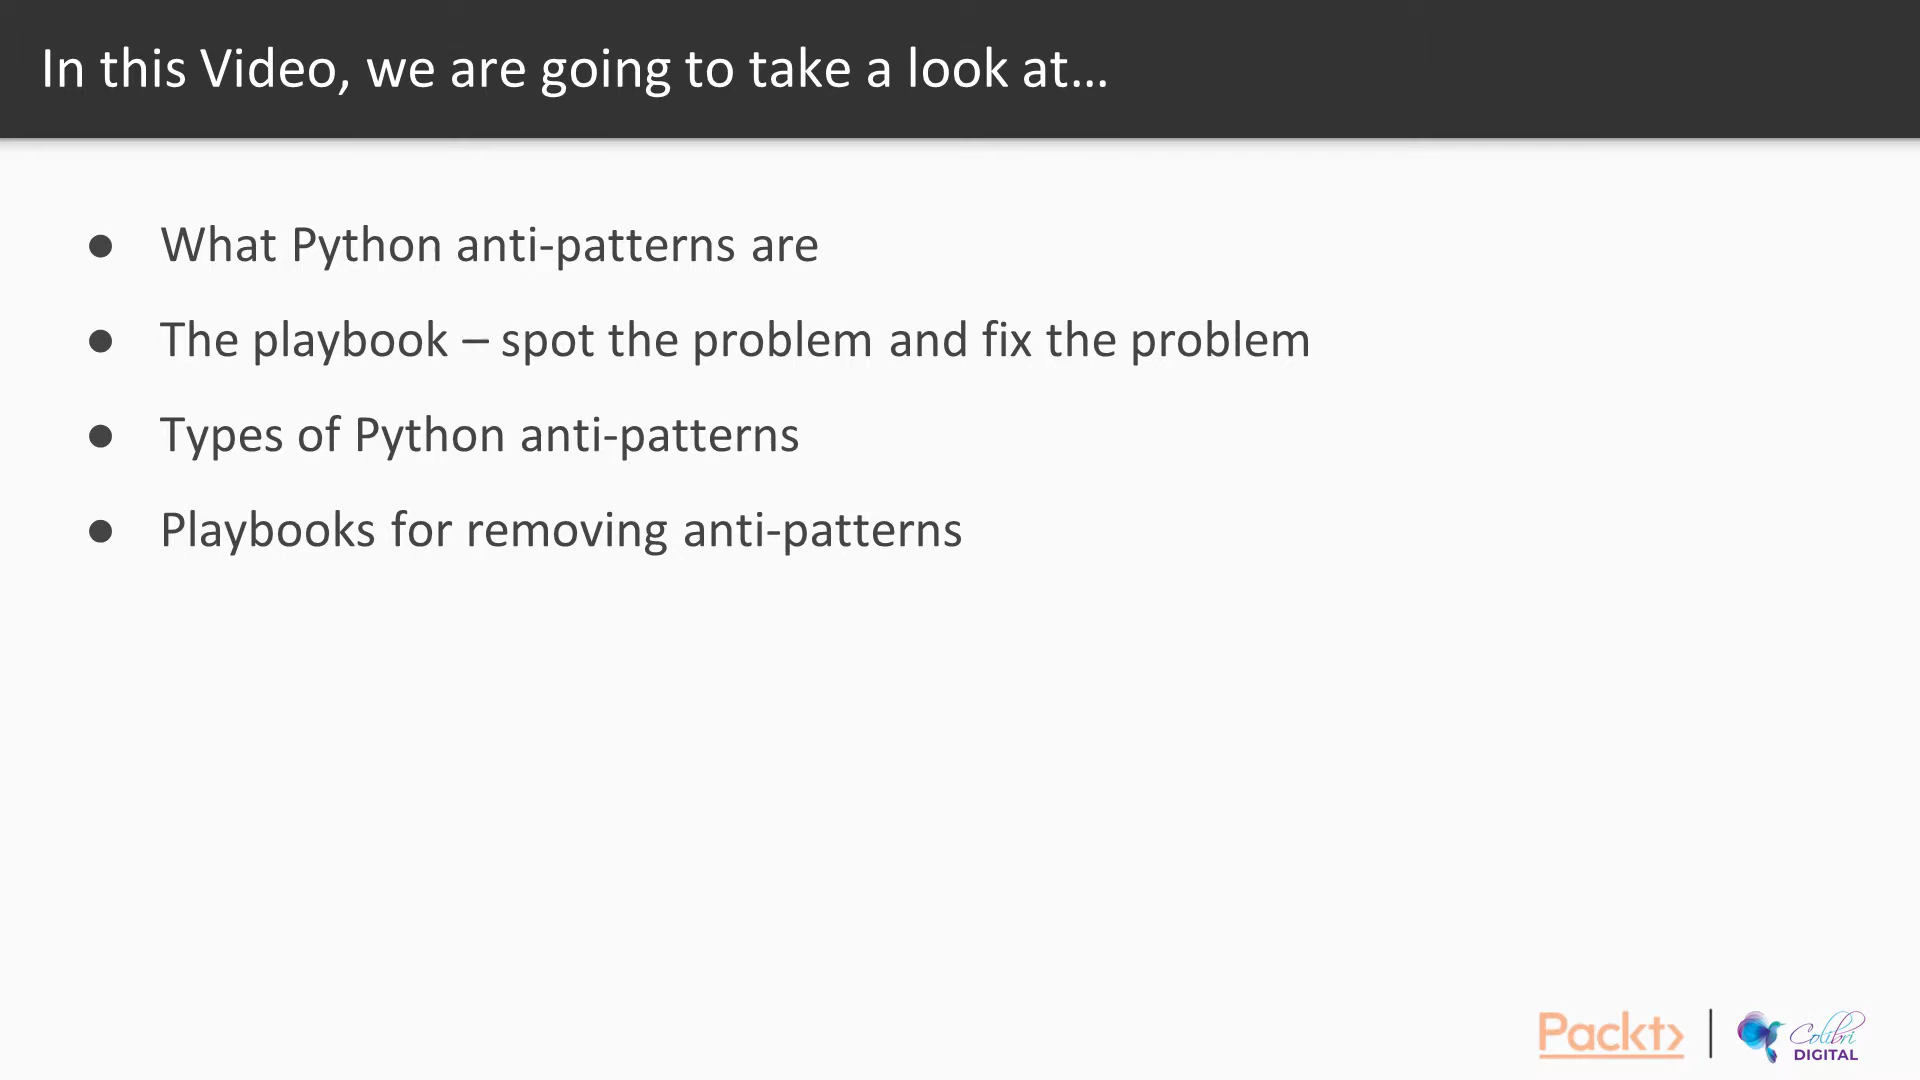 In this Video, we are going to take a look at...
● What Python anti-patterns are
● The playbook – spot the problem and fix the problem
● Types of Python anti-patterns
● Playbooks for removing anti-patterns
Packt>
Colibri
DIGITAL